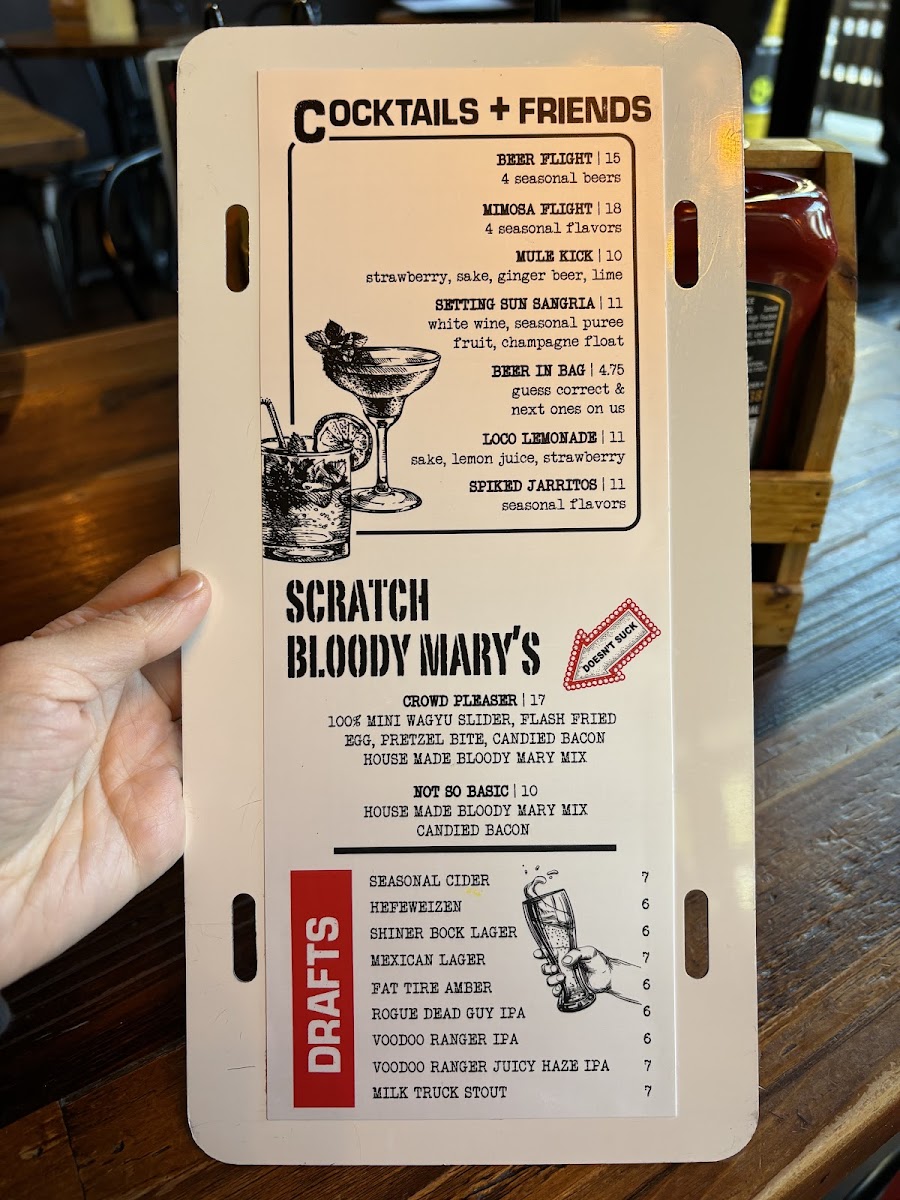 COCKTAILS + FRIENDS
BEER FLIGHT | 15
4 seasonal beers
MIMOSA FLIGHT | 18
4 seasonal flavors
MULE KICK | 10
strawberry, sake, ginger beer, lime
SETTING SUN SANGRIA | 11
white wine, seasonal puree
fruit, champagne float
BEER IN BAG | 4.75
guess correct &
next ones on us
LOCO LEMONADE | 11
sake, lemon juice, strawberry
SPIKED JARRITOS | 11
seasonal flavors
SCRATCH
BLOODY MARY'S
DOESN'T SUCK
CROWD PLEASER | 17
100% MINI WAGYU SLIDER, FLASH FRIED
EGG, PRETZEL BITE, CANDIED BACON
HOUSE MADE BLOODY MARY MIX
NOT SO BASIC | 10
HOUSE MADE BLOODY MARY MIX
CANDIED BACON
DRAFTS
SEASONAL CIDER 7
HEFEWEIZEN 6
SHINER BOCK LAGER 6
MEXICAN LAGER 7
FAT TIRE AMBER 6
ROGUE DEAD GUY IPA 6
VOODOO RANGER IPA 6
VOODOO RANGER JUICY HAZE IPA 7
MILK TRUCK STOUT 7